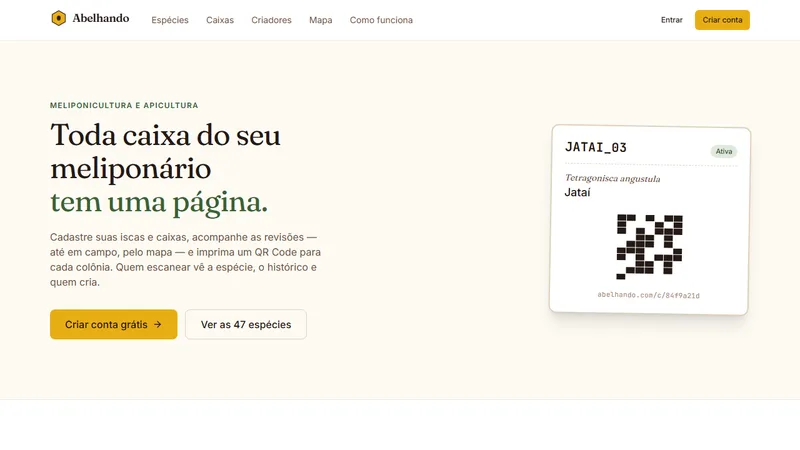 Abelhando
Espécies
Caixas
Criadores
Mapa
Como funciona
Entrar
Criar conta
MELIPONICULTURA E APICULTURA
Toda caixa do seu
meliponário
tem uma página.
Cadastre suas iscas e caixas, acompanhe as revisões —
até em campo, pelo mapa — e imprima um QR Code para
cada colônia. Quem escanear vê a espécie, o histórico e
quem cria.
Criar conta grátis →
Ver as 47 espécies
JATAI_03
Ativa
Tetragonisca angustula
Jataí
abelhando.com/c/84f9a21d